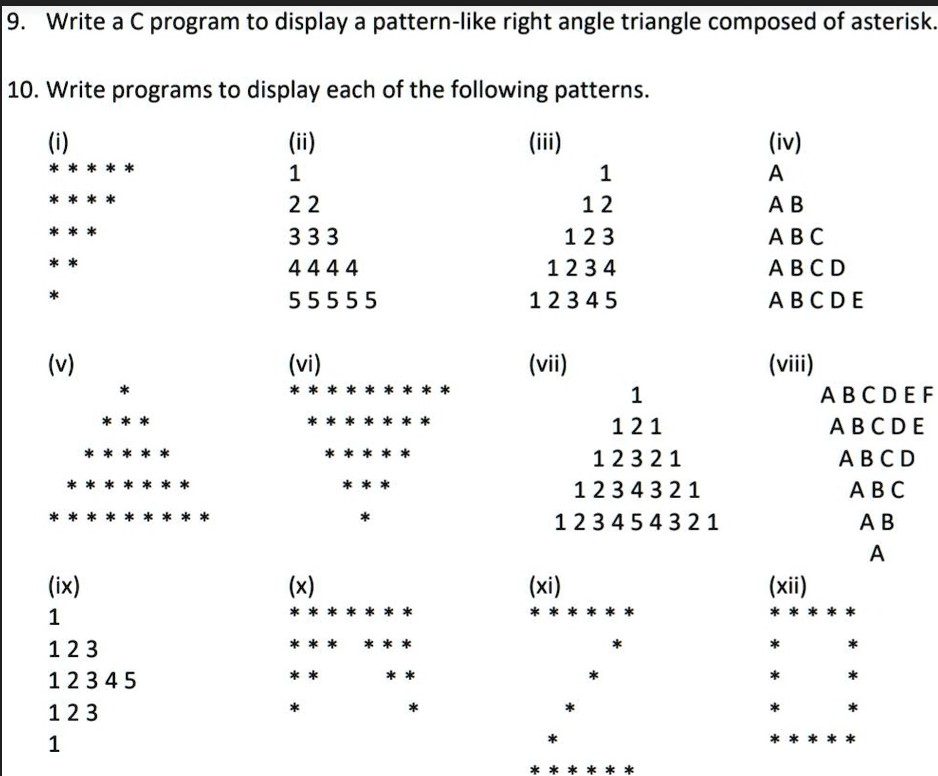 9. Write a C program to display a pattern-like right angle triangle composed of asterisk.
10. Write programs to display each of the following patterns.
(i) (ii) (iii) (iv)
* * * * * 1 1 A
* * * * 2 2 1 2 A B
* * * 3 3 3 1 2 3 A B C
* * 4 4 4 4 1 2 3 4 A B C D
* 5 5 5 5 5 1 2 3 4 5 A B C D E
(v) (vi) (vii) (viii)
* * * * * * * * * * 1 A B C D E F
* * * * * * * * * * 1 2 1 A B C D E
* * * * * * * * * * 1 2 3 2 1 A B C D
* * * * * * * * * * 1 2 3 4 3 2 1 A B C
* * * * * * * * * * 1 2 3 4 5 4 3 2 1 A B
A
(ix) (x) (xi) (xii)
1 * * * * * * * * * * * * * * * * * *
1 2 3 * * * * * * * * *
1 2 3 4 5 * * * * * * *
1 2 3 * * * * *
1 * * * * * *
* * * * * *